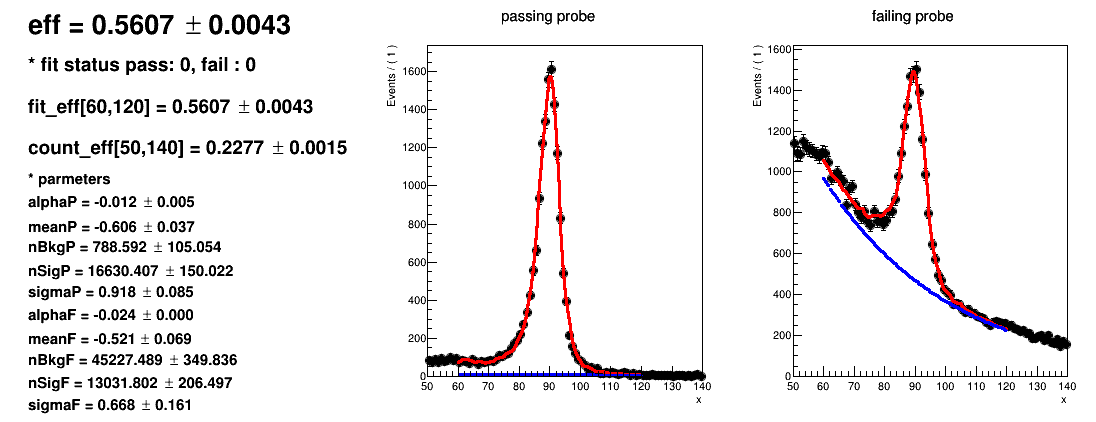 eff = 0.5607 ± 0.0043
* fit status pass: 0, fail : 0
fit_eff[60,120] = 0.5607 ± 0.0043
count_eff[50,140] = 0.2277 ± 0.0015
* parmeters
alphaP = -0.012 ± 0.005
meanP = -0.606 ± 0.037
nBkgP = 788.592 ± 105.054
nSigP = 16630.407 ± 150.022
sigmaP = 0.918 ± 0.085
alphaF = -0.024 ± 0.000
meanF = -0.521 ± 0.069
nBkgF = 45227.489 ± 349.836
nSigF = 13031.802 ± 206.497
sigmaF = 0.668 ± 0.161
passing probe
Events / ( 1 )
1600
1400
1200
1000
800
600
400
200
0
50 60 70 80 90 100 110 120 130 140
x
failing probe
Events / ( 1 )
1600
1400
1200
1000
800
600
400
200
0
50 60 70 80 90 100 110 120 130 140
x